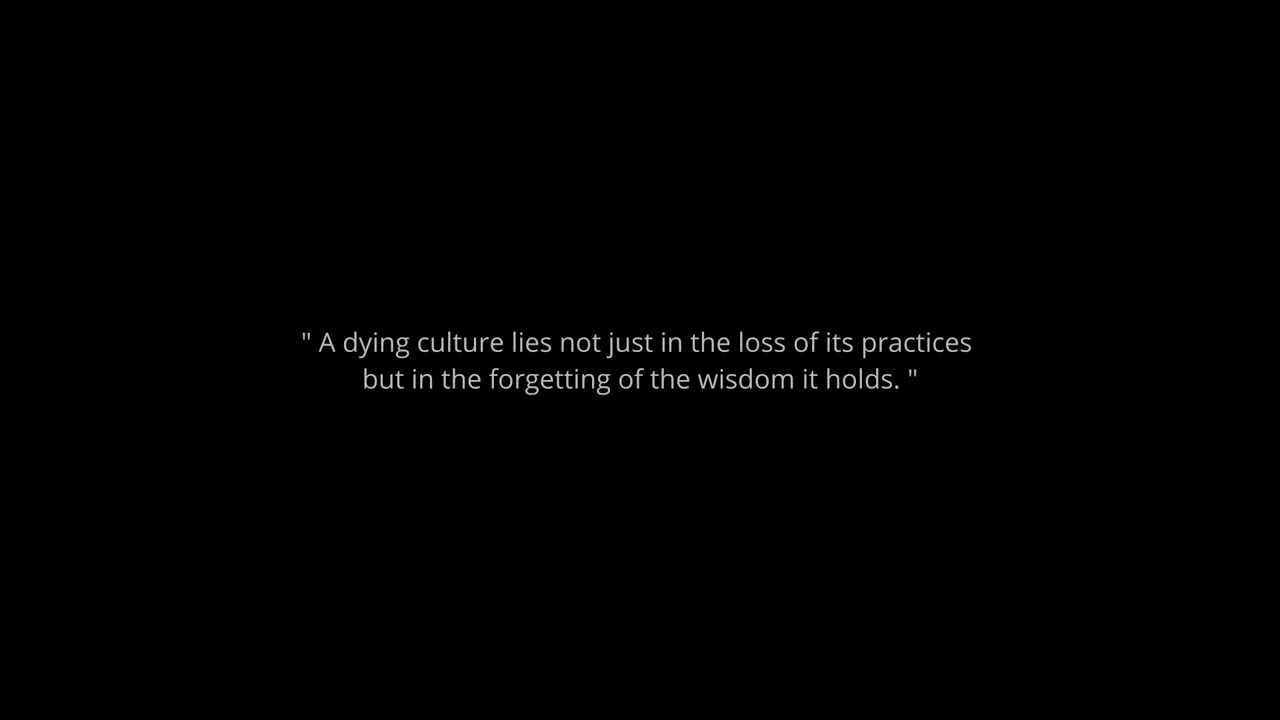 " A dying culture lies not just in the loss of its practices
but in the forgetting of the wisdom it holds. "